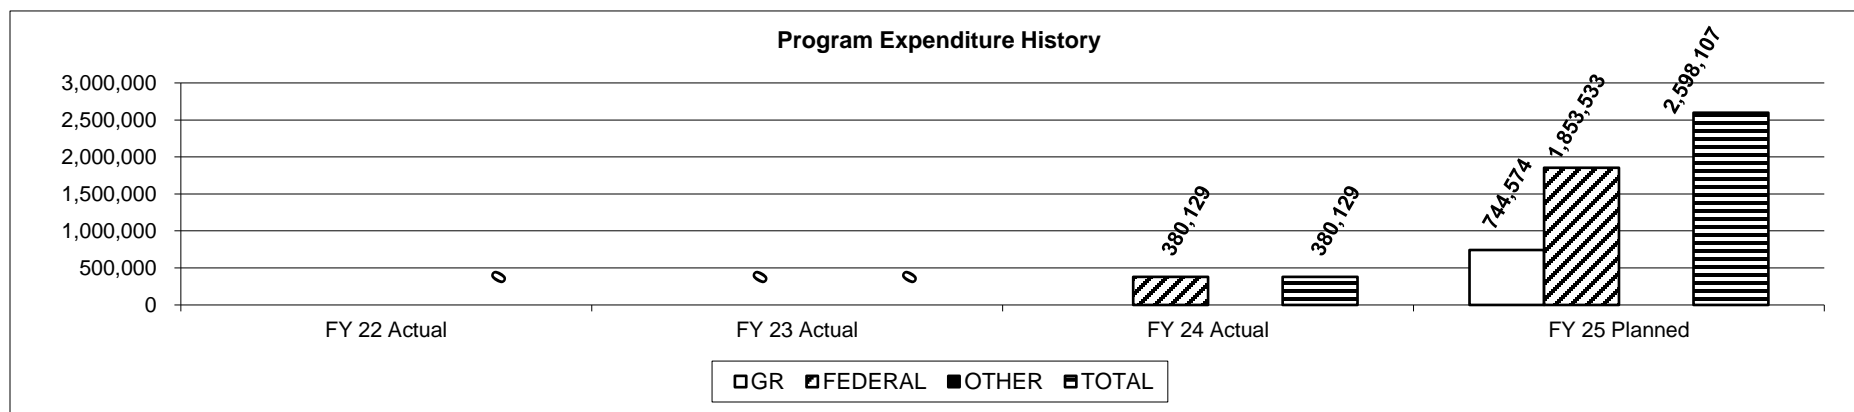 Program Expenditure History
3,000,000
2,500,000
2,000,000
1,500,000
1,000,000
500,000
0
0
0
0
380,129
380,129
744,574
1,853,533
2,598,107
FY 22 Actual
FY 23 Actual
FY 24 Actual
FY 25 Planned
GR FEDERAL OTHER TOTAL